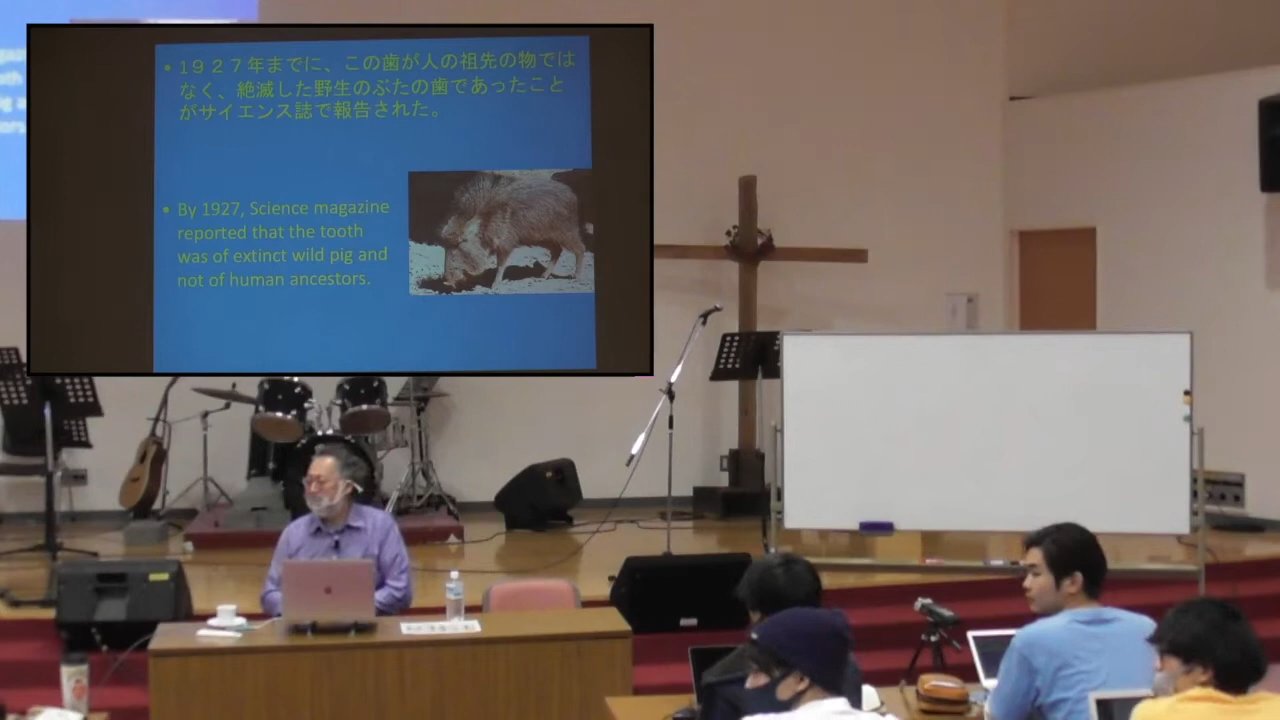 • 1927年までに、この歯が人の祖先の物では
なく、絶滅した野生のぶたの歯であったこと
がサイエンス誌で報告された。
• By 1927, Science magazine
reported that the tooth
was of extinct wild pig and
not of human ancestors.